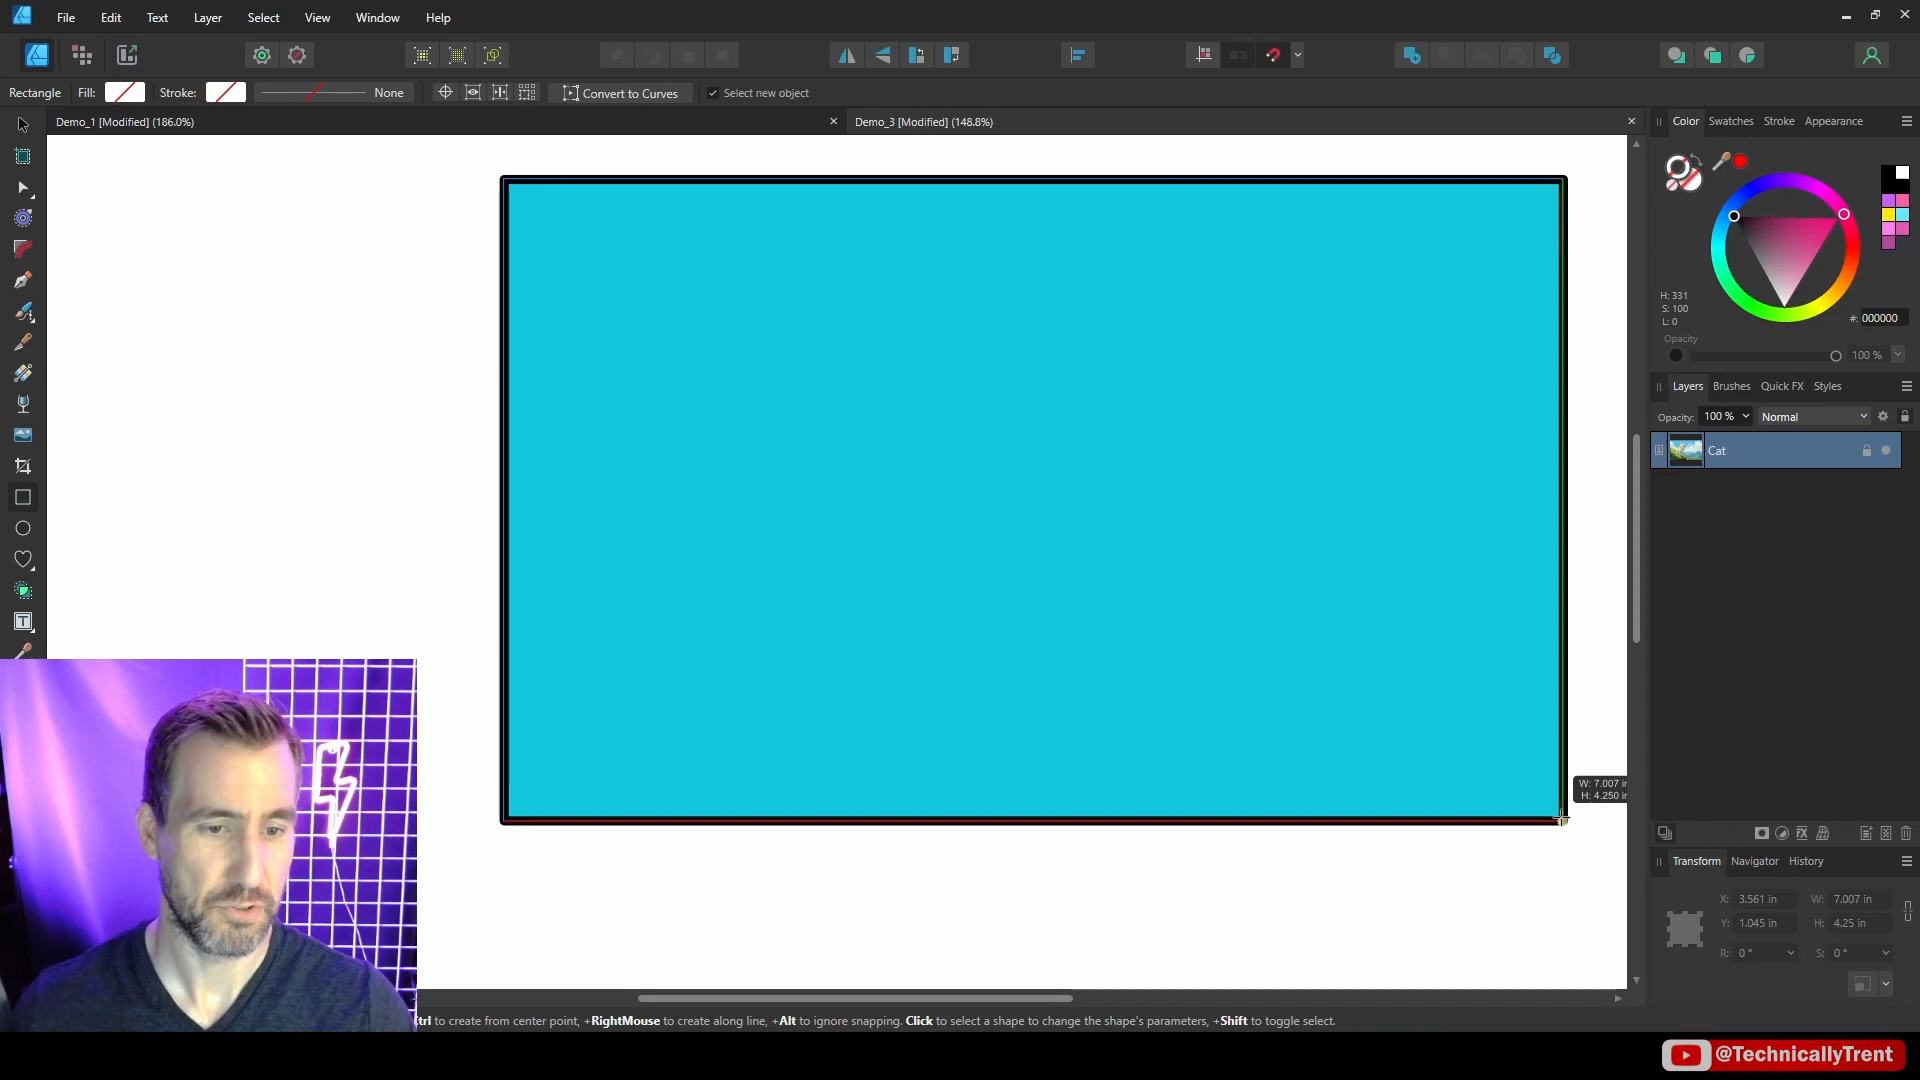 File Edit Text Layer Select View Window Help
Rectangle Fill: Stroke: None Convert to Curves Select new object
Demo_1 [Modified] (186.0%) Demo_3 [Modified] (148.8%)
Color Swatches Stroke Appearance
H: 331
S: 100
L: 0
#: 000000
Opacity
100 %
Layers Brushes Quick FX Styles
Opacity: 100 % Normal
Cat
W: 7.007 in
H: 4.250 in
Transform Navigator History
X: 3.561 in W: 7.007 in
Y: 1.045 in H: 4.25 in
R: 0 ° S: 0 °
to create from center point, +RightMouse to create along line, +Alt to ignore snapping. Click to select a shape to change the shape's parameters, +Shift to toggle select.
@TechnicallyTrent